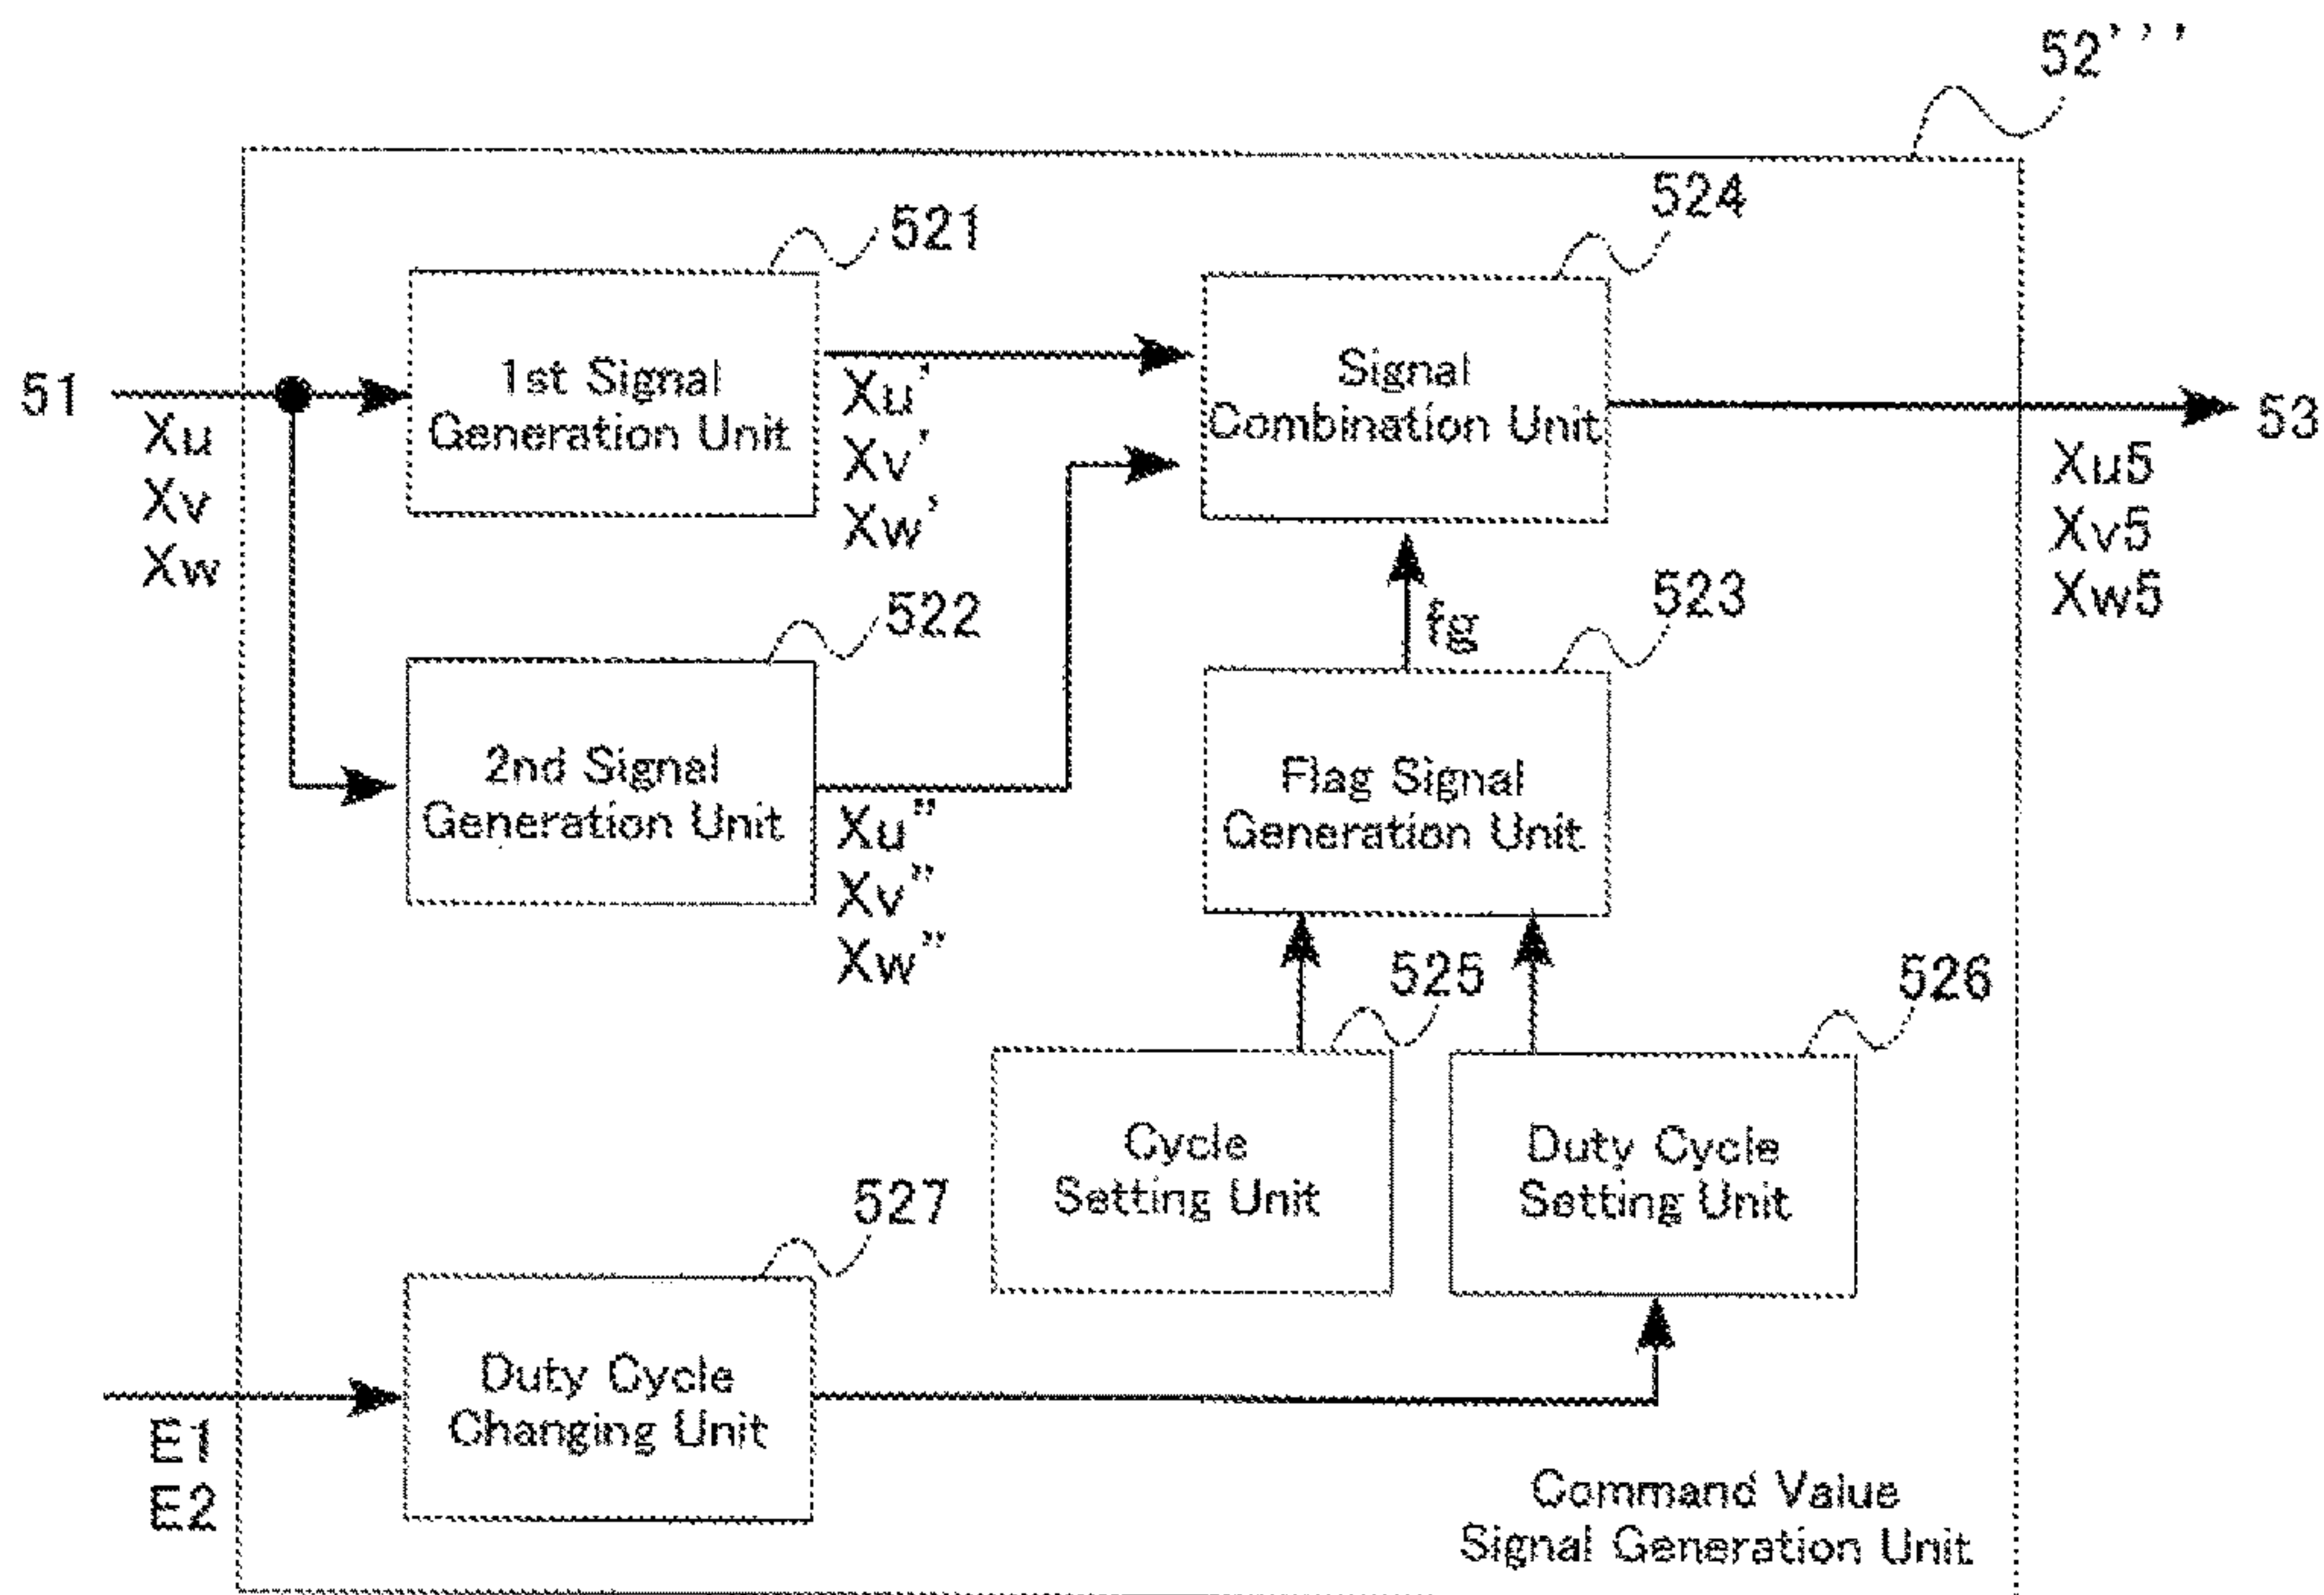 52'''
524
521
1st Signal
Generation Unit
Signal
Combination Unit
51
Xu
Xv
Xw
Xu'
Xv'
Xw'
53
Xu5
Xv5
Xw5
fg
523
522
2nd Signal
Generation Unit
Xu"
Xv"
Xw"
Flag Signal
Generation Unit
525
526
Cycle
Setting Unit
Duty Cycle
Setting Unit
527
Duty Cycle
Changing Unit
E1
E2
Command Value
Signal Generation Unit